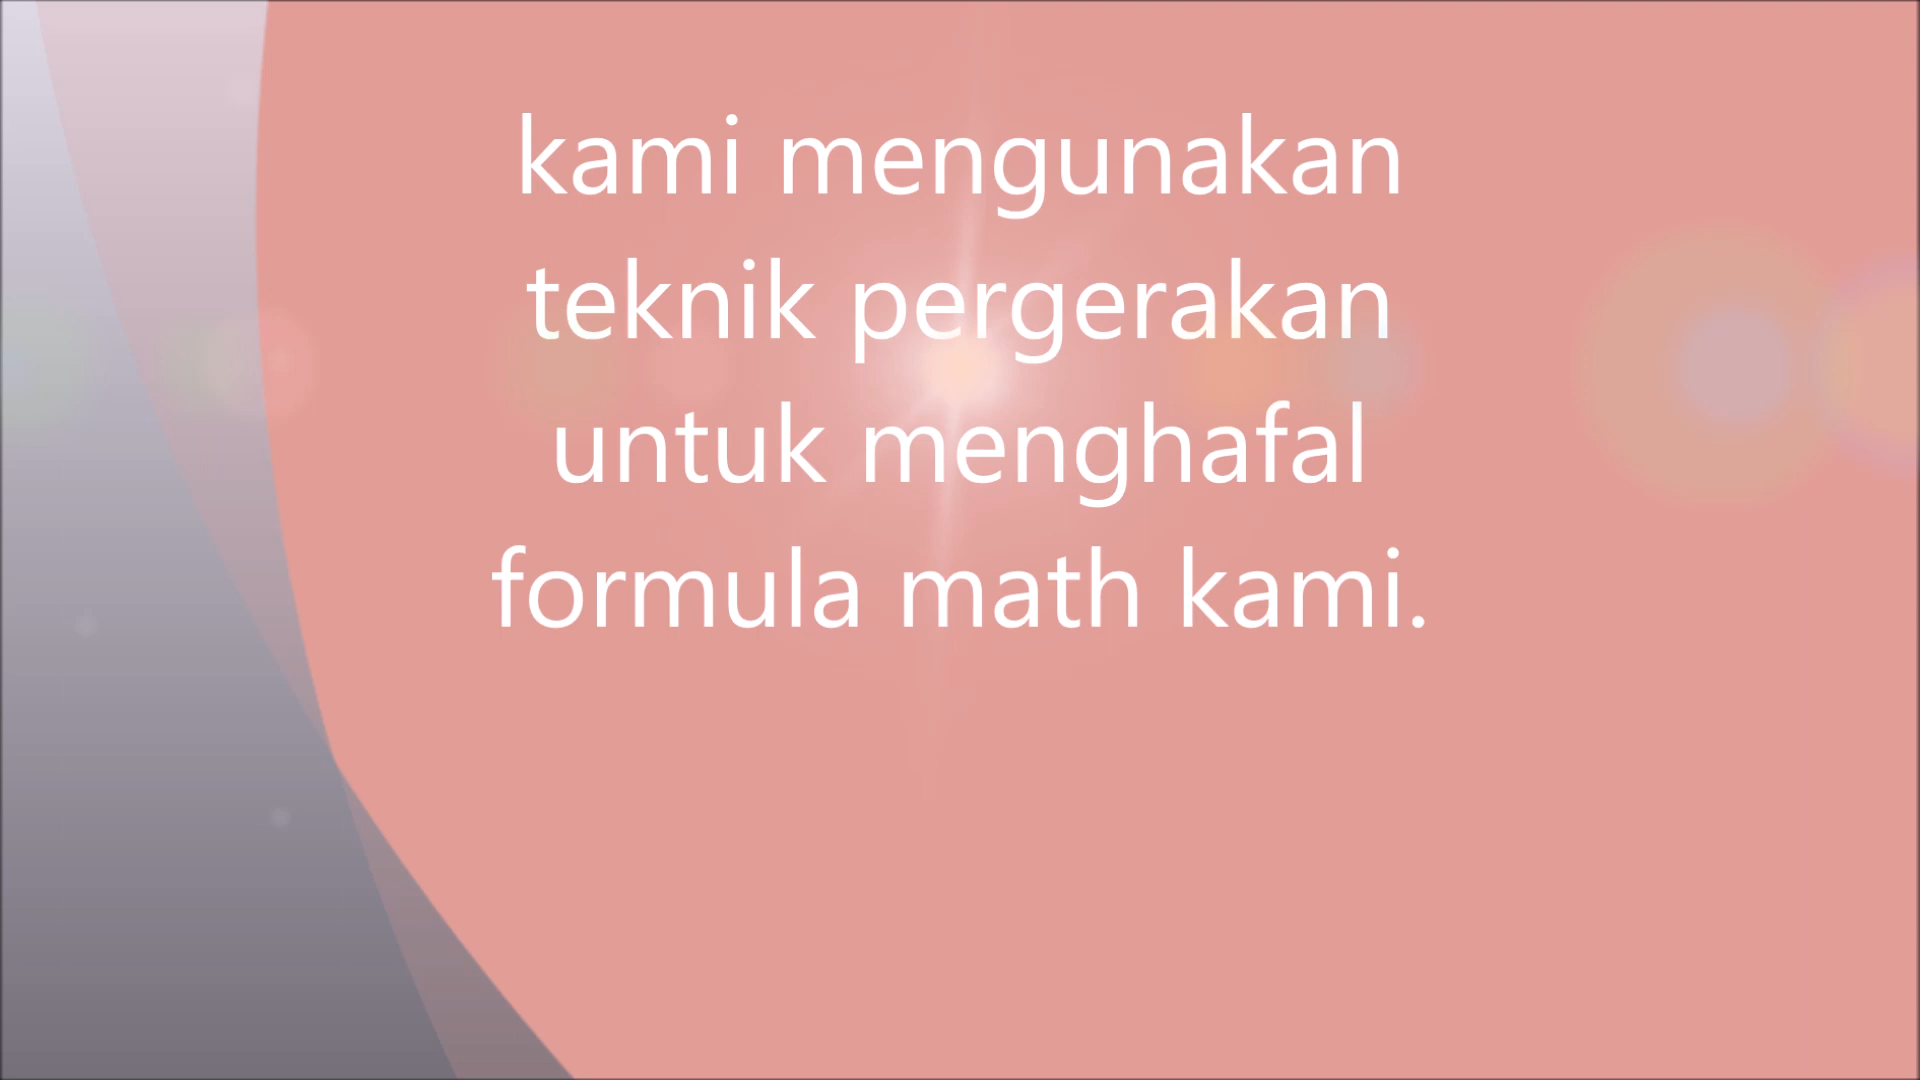 kami mengunakan
teknik pergerakan
untuk menghafal
formula math kami.